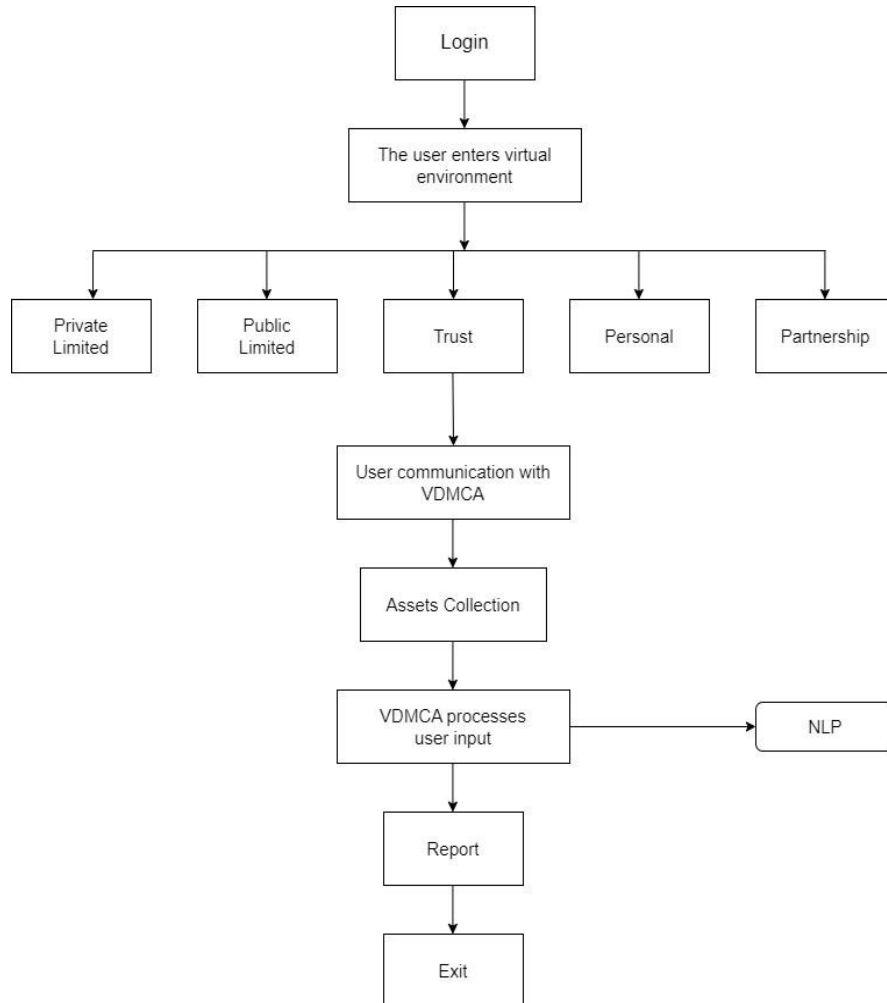 Login
The user enters virtual
environment
Private
Limited
Public
Limited
Trust
Personal
Partnership
User communication with
VDMCA
Assets Collection
VDMCA processes
user input
NLP
Report
Exit